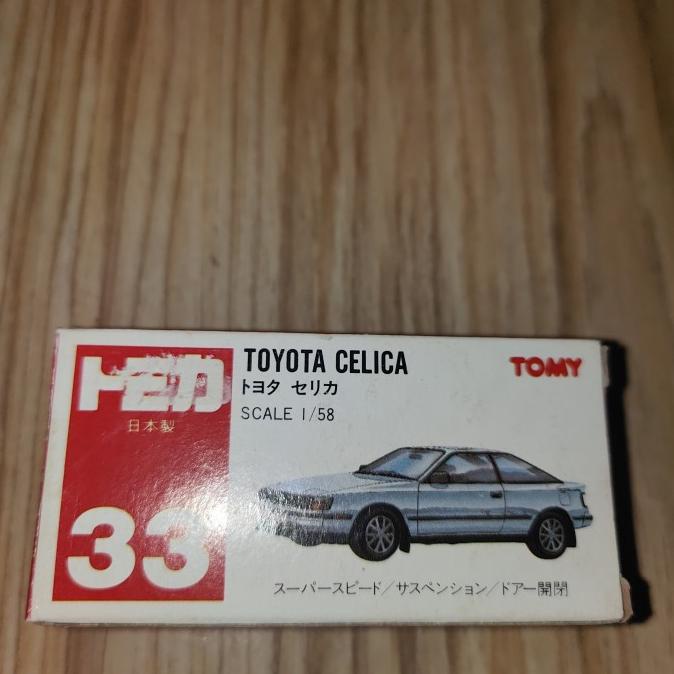 トミカ
日本製
33
TOYOTA CELICA
トヨタ セリカ
SCALE 1/58
TOMY
スーパースピード/サスペンション/ドアー開閉